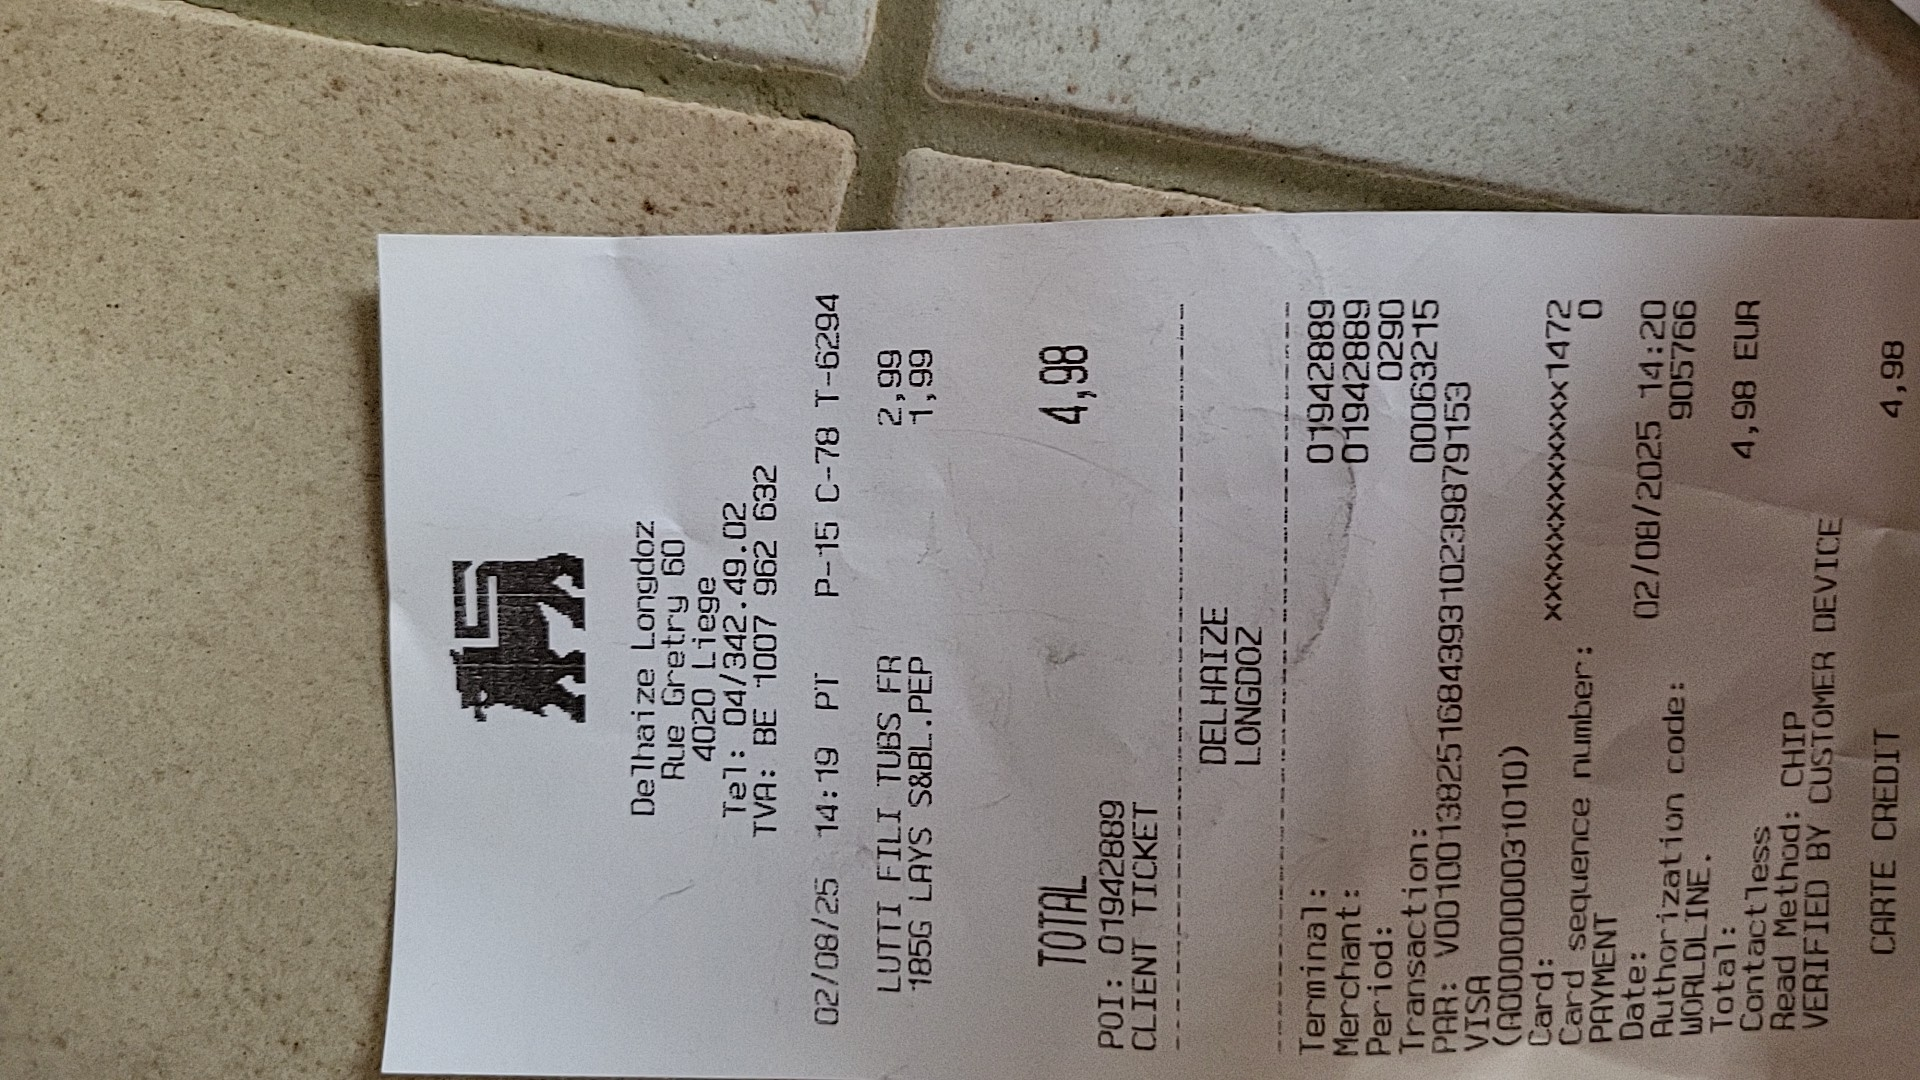 Delhaize Longdoz
Rue Gretry 60
4020 Liege
Tel: 04/342.49.02
TVA: BE 1007 962 632
02/08/25 14:19 PT P-15 C-78 T-6294
LUTTI FILI TUBS FR 2,99
185G LAYS S&BL.PEP 1,99
TOTAL 4,98
POI: 01942889
CLIENT TICKET
DELHAIZE
LONGDOZ
Terminal: 01942889
Merchant: 01942889
Period: 0290
Transaction: 00063215
PAR: V0010013825168439310239879153
VISA
(A0000000031010)
Card: xxxxxxxxxxxxxxx1472
Card sequence number: 0
PAYMENT
Date: 02/08/2025 14:20
Authorization code: 905766
WORLDLINE.
Total: 4,98 EUR
Contactless
Read Method: CHIP
VERIFIED BY CUSTOMER DEVICE
CARTE CREDIT 4,98